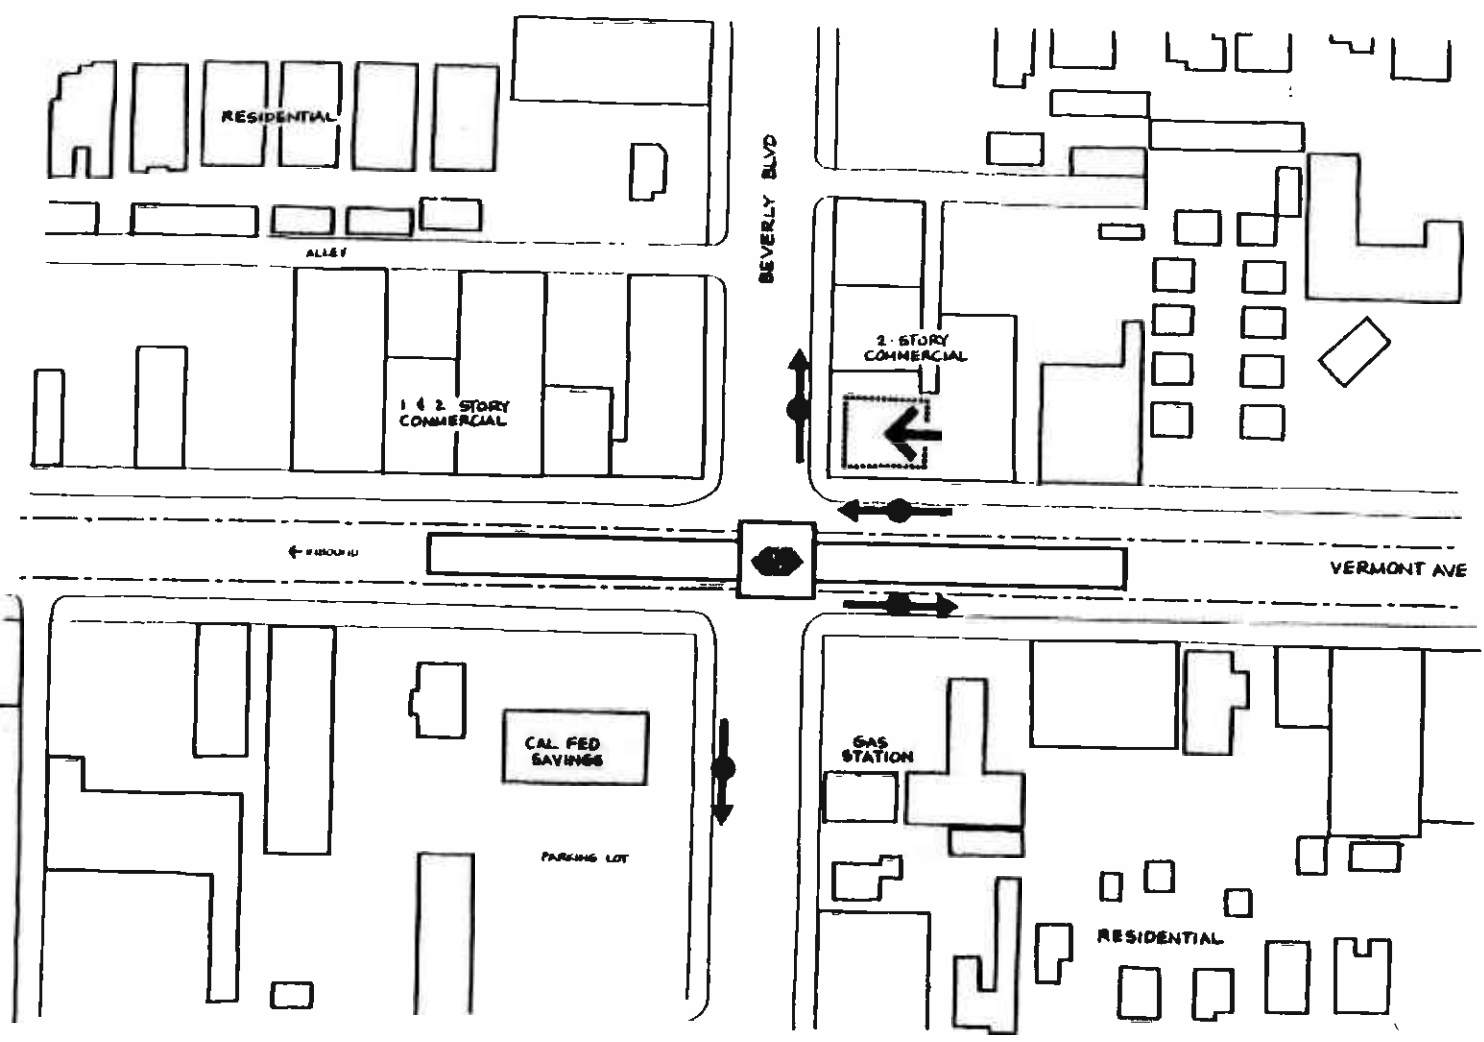 RESIDENTIAL
BEVERLY BLVD
ALLEY
2-STORY
COMMERCIAL
1 & 2 STORY
COMMERCIAL
← INBOUND
VERMONT AVE
CAL FED
SAVINGS
GAS
STATION
PARKING LOT
RESIDENTIAL